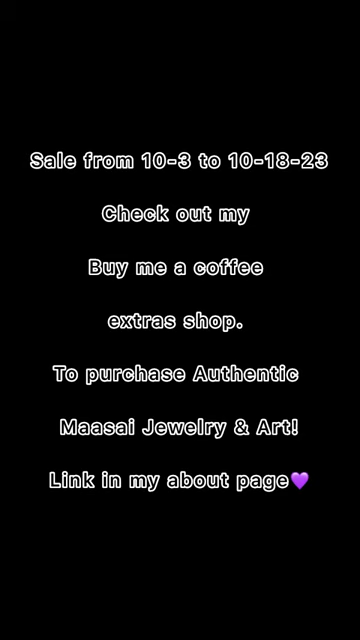 Sale from 10-3 to 10-18-23
Check out my
Buy me a coffee
extras shop.
To purchase Authentic
Maasai Jewelry & Art!
Link in my about page💜